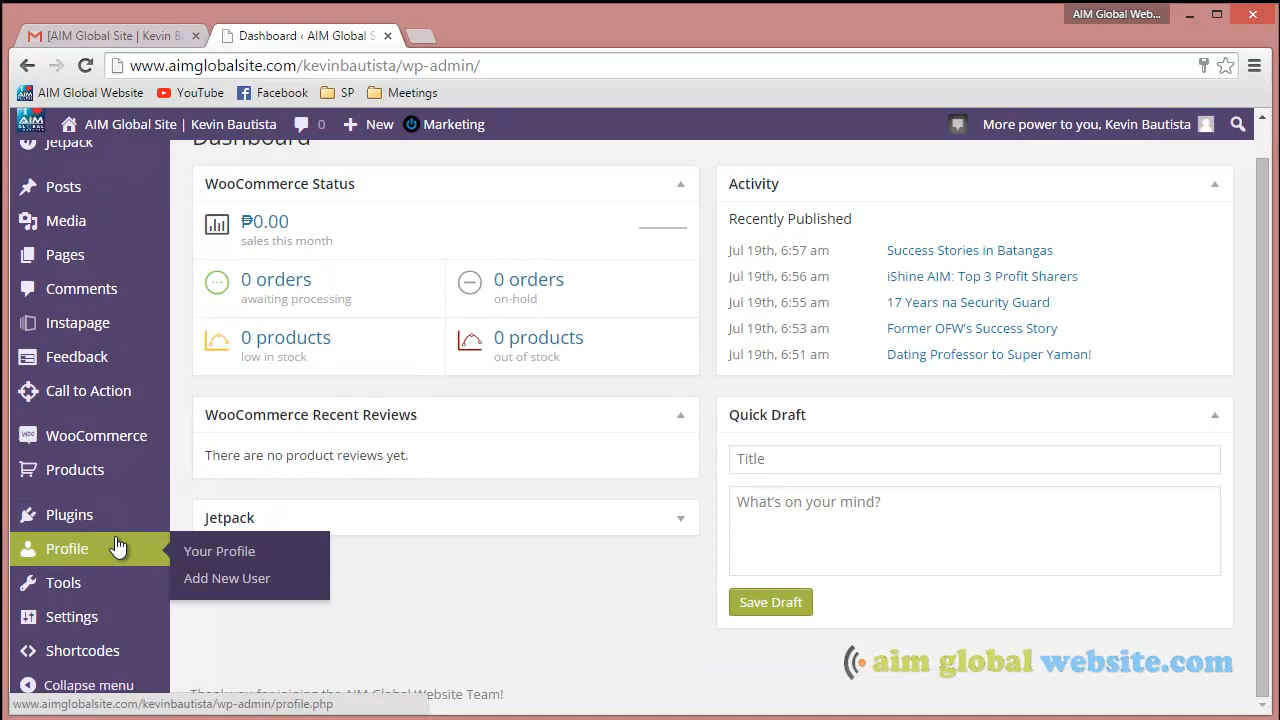 AIM Global Web...
[AIM Global Site | Kevin B
Dashboard ‹ AIM Global S
www.aimglobalsite.com/kevinbautista/wp-admin/
AIM Global Website
YouTube
Facebook
SP
Meetings
AIM Global Site | Kevin Bautista
0
New
Marketing
More power to you, Kevin Bautista
Jetpack
Posts
Media
Pages
Comments
Instapage
Feedback
Call to Action
WooCommerce
Products
Plugins
Profile
Tools
Settings
Shortcodes
Collapse menu
Your Profile
Add New User
Dashboard
WooCommerce Status
₱0.00
sales this month
0 orders
awaiting processing
0 orders
on-hold
0 products
low in stock
0 products
out of stock
WooCommerce Recent Reviews
There are no product reviews yet.
Jetpack
Activity
Recently Published
Jul 19th, 6:57 am Success Stories in Batangas
Jul 19th, 6:56 am iShine AIM: Top 3 Profit Sharers
Jul 19th, 6:55 am 17 Years na Security Guard
Jul 19th, 6:53 am Former OFW's Success Story
Jul 19th, 6:51 am Dating Professor to Super Yaman!
Quick Draft
Title
What's on your mind?
Save Draft
aim global website.com
Thank you for joining the AIM Global Website Team!
www.aimglobalsite.com/kevinbautista/wp-admin/profile.php